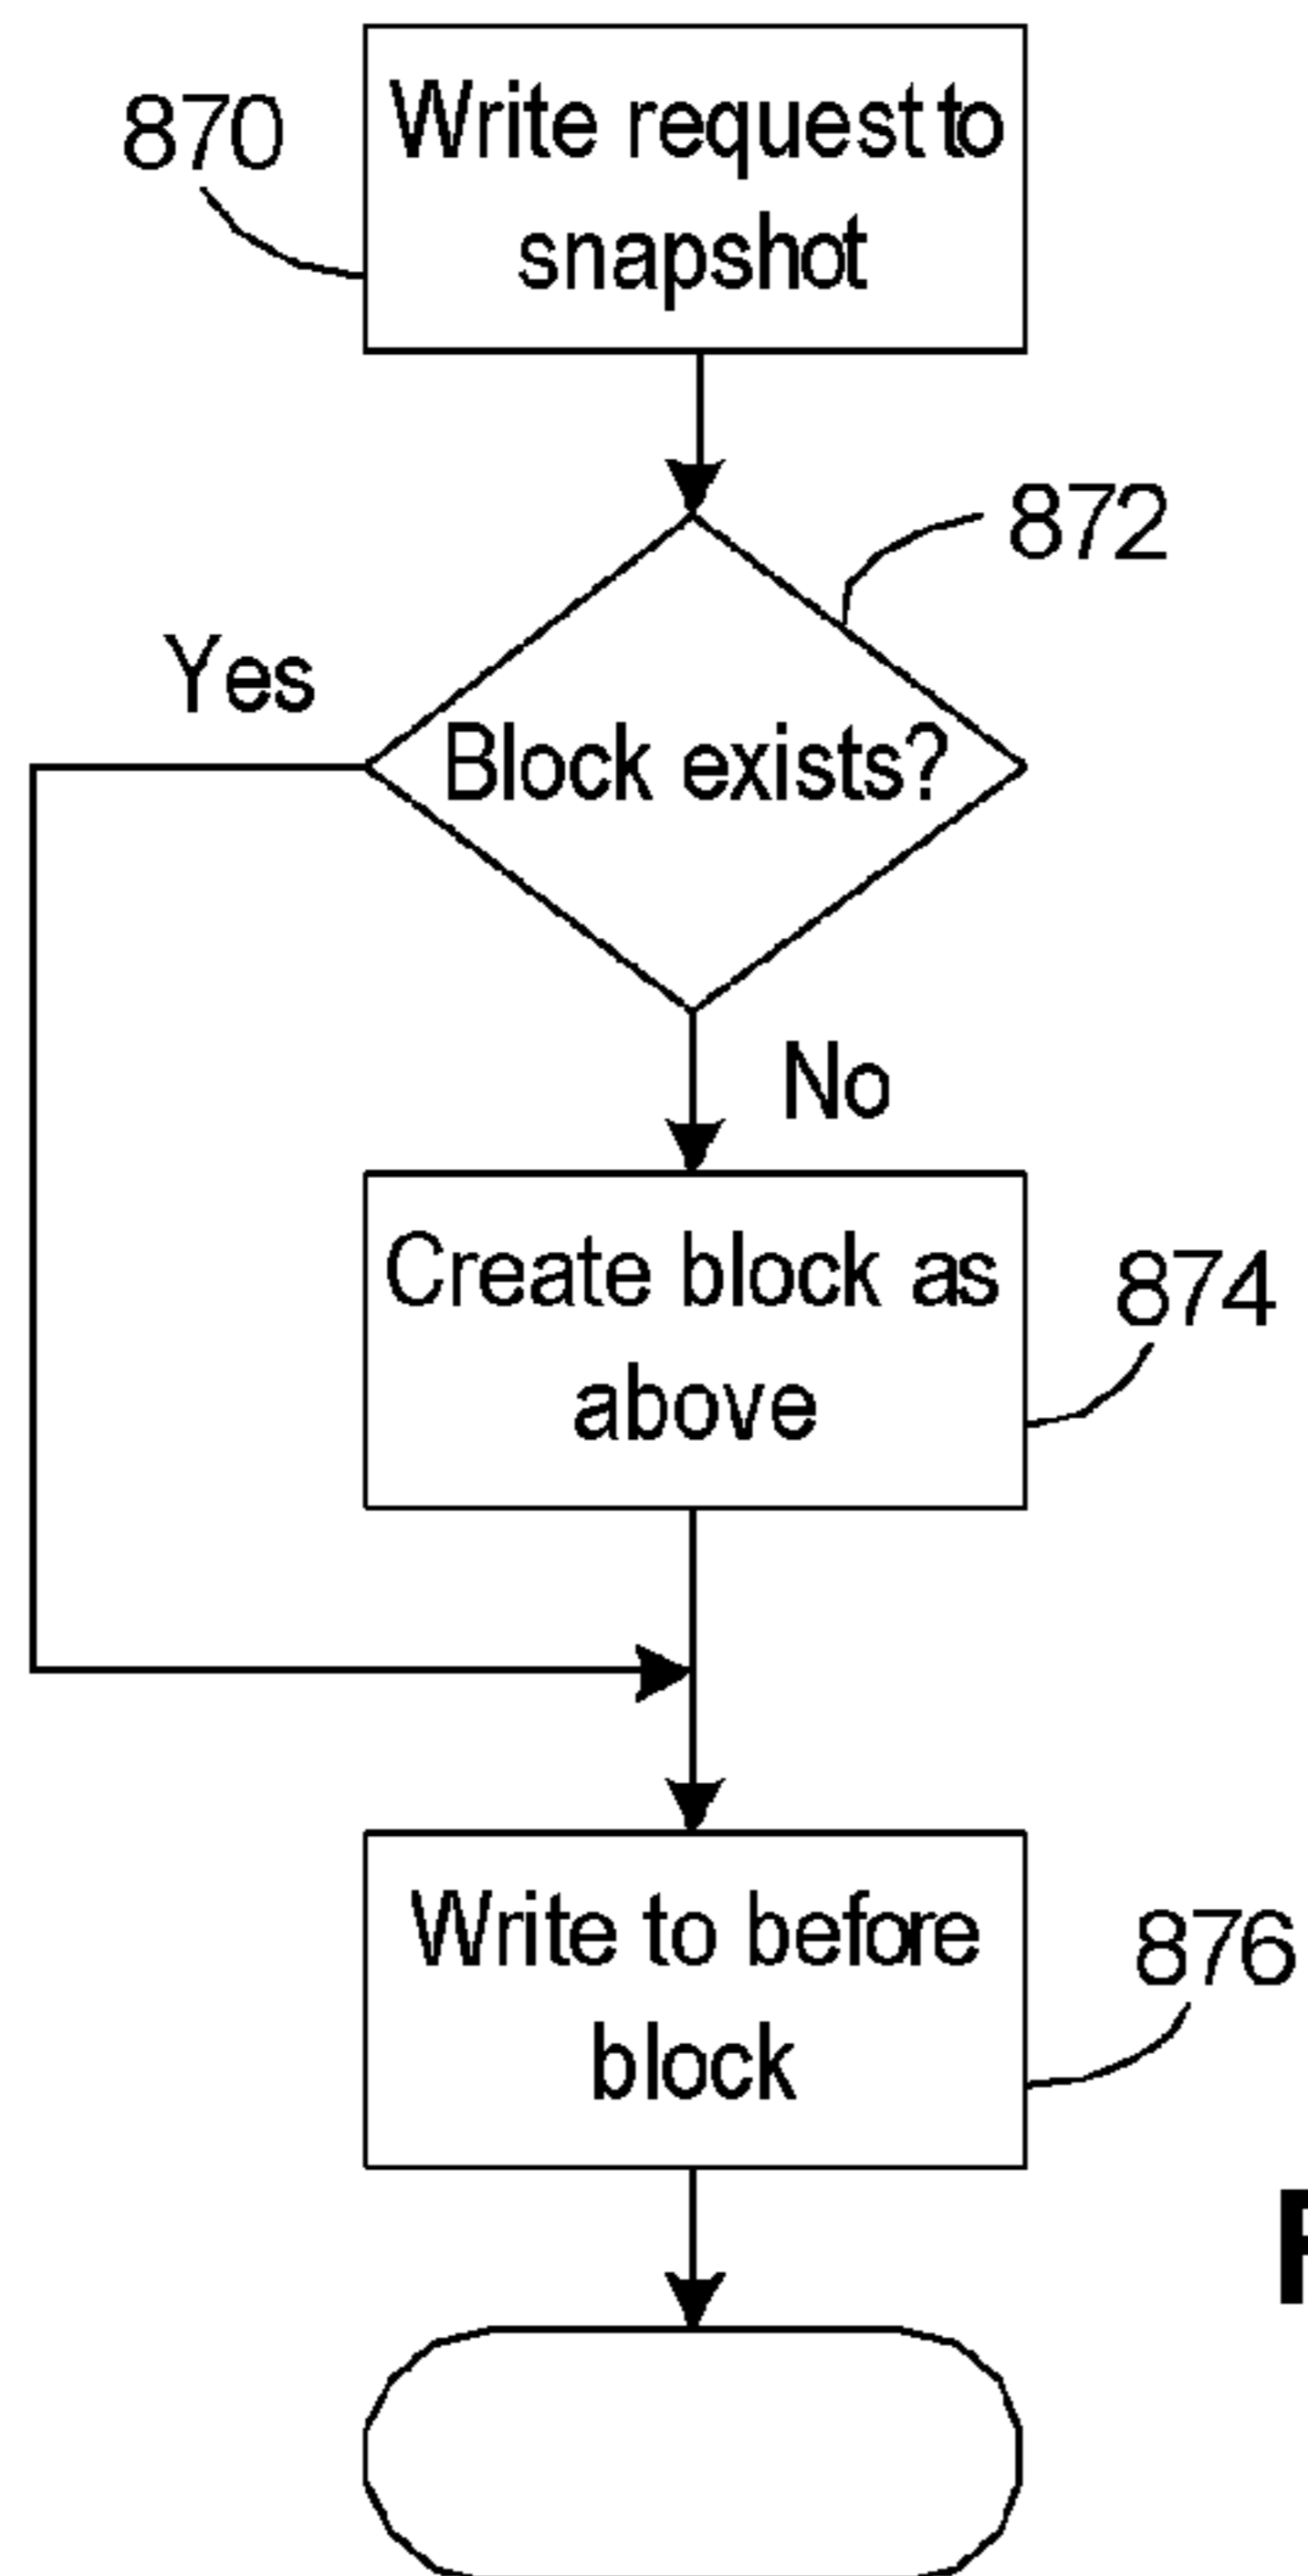 870
Write request to
snapshot
872
Yes
Block exists?
No
Create block as
above
874
Write to before
block
876